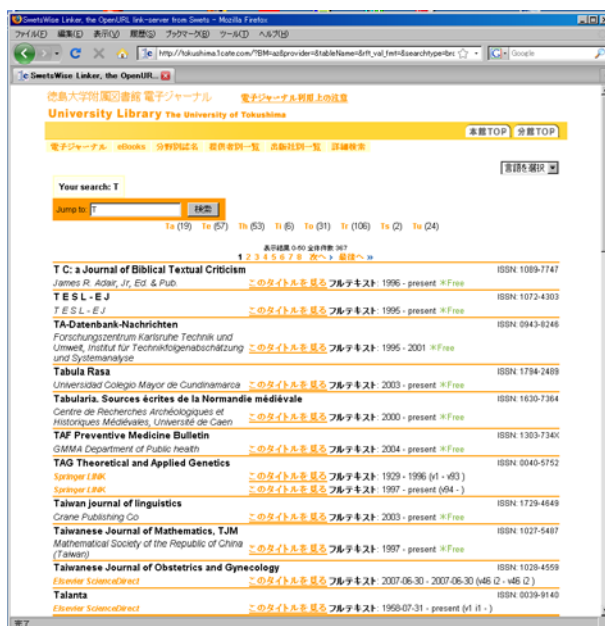 SwetsWise Linker, the OpenURL link-server from Swets - Mozilla Firefox
ファイル(F) 編集(E) 表示(V) 履歴(S) ブックマーク(B) ツール(T) ヘルプ(H)
http://tokushima.1cate.com/?BM=az&provider=&tableName=&rft_val_fmt=&searchtype=brc
Google
SwetsWise Linker, the OpenUR...
徳島大学附属図書館 電子ジャーナル 電子ジャーナル利用上の注意
University Library The University of Tokushima
本館TOP 分館TOP
電子ジャーナル eBooks 分野別誌名 提供者別一覧 出版社別一覧 詳細検索
言語を選択
Your search: T
Jump to: T 検索
Ta (19) Te (57) Th (53) Ti (6) To (31) Tr (106) Ts (2) Tu (24)
表示結果 0-50 全体件数 367
1 2 3 4 5 6 7 8 次へ › 最後へ »
T C: a Journal of Biblical Textual Criticism ISSN: 1089-7747
James R. Adair, Jr, Ed. & Pub. このタイトルを見る フルテキスト: 1996 - present ※Free
T E S L - E J ISSN: 1072-4303
T E S L - E J このタイトルを見る フルテキスト: 1995 - present ※Free
TA-Datenbank-Nachrichten ISSN: 0943-8246
Forschungszentrum Karlsruhe Technik und
Umwelt, Institut für Technikfolgenabschätzung このタイトルを見る フルテキスト: 1995 - 2001 ※Free
und Systemanalyse
Tabula Rasa ISSN: 1794-2489
Universidad Colegio Mayor de Cundinamarca このタイトルを見る フルテキスト: 2003 - present ※Free
Tabularia. Sources écrites de la Normandie médiévale ISSN: 1630-7364
Centre de Recherches Archéologiques et
Historiques Médiévales, Université de Caen このタイトルを見る フルテキスト: 2000 - present ※Free
TAF Preventive Medicine Bulletin ISSN: 1303-734X
GMMA Department of Public health このタイトルを見る フルテキスト: 2004 - present ※Free
TAG Theoretical and Applied Genetics ISSN: 0040-5752
Springer LINK このタイトルを見る フルテキスト: 1929 - 1996 (v1 - v93 )
Springer LINK このタイトルを見る フルテキスト: 1997 - present (v94 - )
Taiwan journal of linguistics ISSN: 1729-4649
Crane Publishing Co このタイトルを見る フルテキスト: 2003 - present ※Free
Taiwanese Journal of Mathematics, TJM ISSN: 1027-5487
Mathematical Society of the Republic of China このタイトルを見る フルテキスト: 1997 - present ※Free
(Taiwan)
Taiwanese Journal of Obstetrics and Gynecology ISSN: 1028-4559
Elsevier ScienceDirect このタイトルを見る フルテキスト: 2007-06-30 - 2007-06-30 (v46 i2 - v46 i2 )
Talanta ISSN: 0039-9140
Elsevier ScienceDirect このタイトルを見る フルテキスト: 1958-07-31 - present (v1 i1 - )
完了